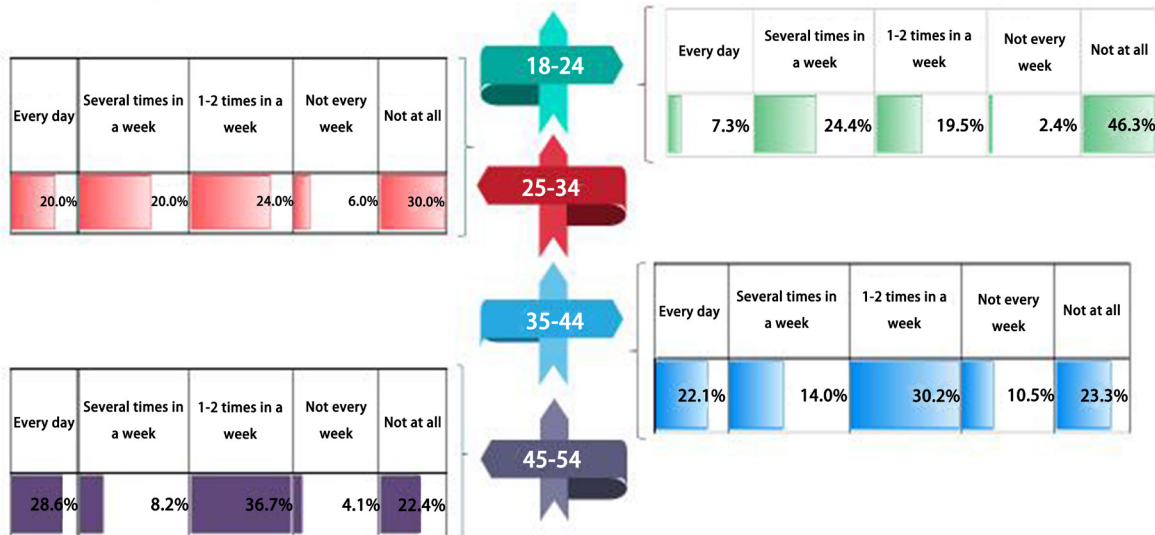 18-24
Every day
Several times in
a week
1-2 times in a
week
Not every
week
Not at all
7.3%
24.4%
19.5%
2.4%
46.3%
25-34
Every day
Several times in
a week
1-2 times in a
week
Not every
week
Not at all
20.0%
20.0%
24.0%
6.0%
30.0%
35-44
Every day
Several times in
a week
1-2 times in a
week
Not every
week
Not at all
22.1%
14.0%
30.2%
10.5%
23.3%
45-54
Every day
Several times in
a week
1-2 times in a
week
Not every
week
Not at all
28.6%
8.2%
36.7%
4.1%
22.4%